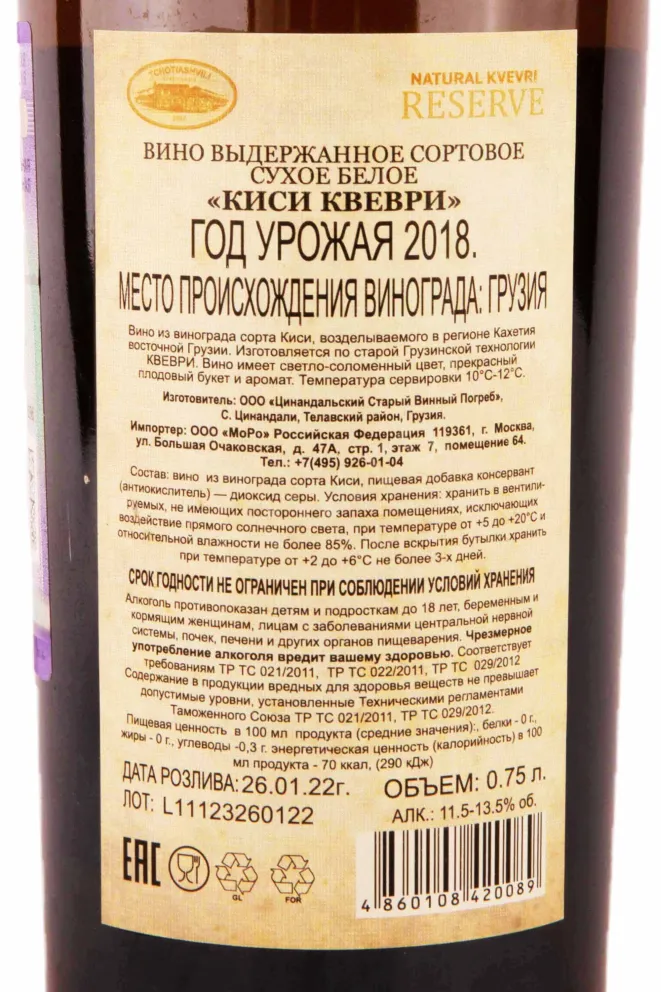 TCHOTIASHVILI
NATURAL KVEVRI
RESERVE
ВИНО ВЫДЕРЖАННОЕ СОРТОВОЕ
СУХОЕ БЕЛОЕ
«КИСИ КВЕВРИ»
ГОД УРОЖАЯ 2018.
МЕСТО ПРОИСХОЖДЕНИЯ ВИНОГРАДА: ГРУЗИЯ
Вино из винограда сорта Киси, возделываемого в регионе Кахетия
восточной Грузии. Изготовляется по старой Грузинской технологии
КВЕВРИ. Вино имеет светло-соломенный цвет, прекрасный
плодовый букет и аромат. Температура сервировки 10°С-12°С.
Изготовитель: ООО «Цинандальский Старый Винный Погреб»,
С. Цинандали, Телавский район, Грузия.
Импортер: ООО «МоРо» Российская Федерация 119361, г. Москва,
ул. Большая Очаковская, д. 47А, стр. 1, этаж 7, помещение 64.
Тел.: +7(495) 926-01-04
Состав: вино из винограда сорта Киси, пищевая добавка консервант
(антиокислитель) — диоксид серы. Условия хранения: хранить в вентили-
руемых, не имеющих постороннего запаха помещениях, исключающих
воздействие прямого солнечного света, при температуре от +5 до +20°С и
относительной влажности не более 85%. После вскрытия бутылки хранить
при температуре от +2 до +6°С не более 3-х дней.
СРОК ГОДНОСТИ НЕ ОГРАНИЧЕН ПРИ СОБЛЮДЕНИИ УСЛОВИЙ ХРАНЕНИЯ
Алкоголь противопоказан детям и подросткам до 18 лет, беременным и
кормящим женщинам, лицам с заболеваниями центральной нервной
системы, почек, печени и других органов пищеварения. Чрезмерное
употребление алкоголя вредит вашему здоровью. Соответствует
требованиям ТР ТС 021/2011, ТР ТС 022/2011, ТР ТС 029/2012
Содержание в продукции вредных для здоровья веществ не превышает
допустимые уровни, установленные Техническими регламентами
Таможенного Союза ТР ТС 021/2011, ТР ТС 029/2012.
Пищевая ценность в 100 мл продукта (средние значения):, белки - 0 г.,
жиры - 0 г., углеводы -0,3 г. энергетическая ценность (калорийность) в 100
мл продукта - 70 ккал, (290 кДж)
ДАТА РОЗЛИВА: 26.01.22г.
ОБЪЕМ: 0.75 л.
ЛОТ: L11123260122
АЛК.: 11.5-13.5% об.
EAC
GL
FOR
4 860108 420089